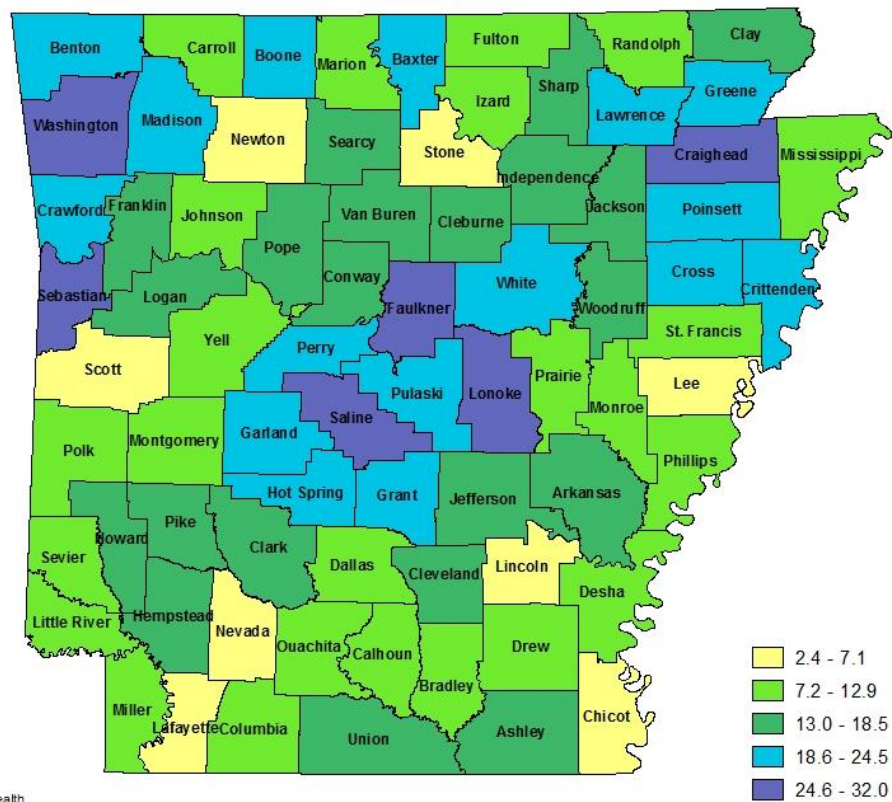 Benton
Carroll
Boone
Marion
Baxter
Fulton
Randolph
Clay
Izard
Sharp
Lawrence
Greene
Washington
Madison
Newton
Searcy
Stone
Independence
Craighead
Mississippi
Crawford
Franklin
Johnson
Pope
Van Buren
Cleburne
Jackson
Poinsett
Sebastian
Logan
Conway
Faulkner
White
Woodruff
Cross
Crittenden
Scott
Yell
Perry
Pulaski
Lonoke
Prairie
Monroe
St. Francis
Lee
Polk
Montgomery
Garland
Saline
Phillips
Hot Spring
Grant
Jefferson
Arkansas
Sevier
Howard
Pike
Clark
Dallas
Cleveland
Lincoln
Desha
Little River
Hempstead
Nevada
Ouachita
Calhoun
Bradley
Drew
Miller
Lafayette
Columbia
Union
Ashley
Chicot
2.4 - 7.1
7.2 - 12.9
13.0 - 18.5
18.6 - 24.5
24.6 - 32.0